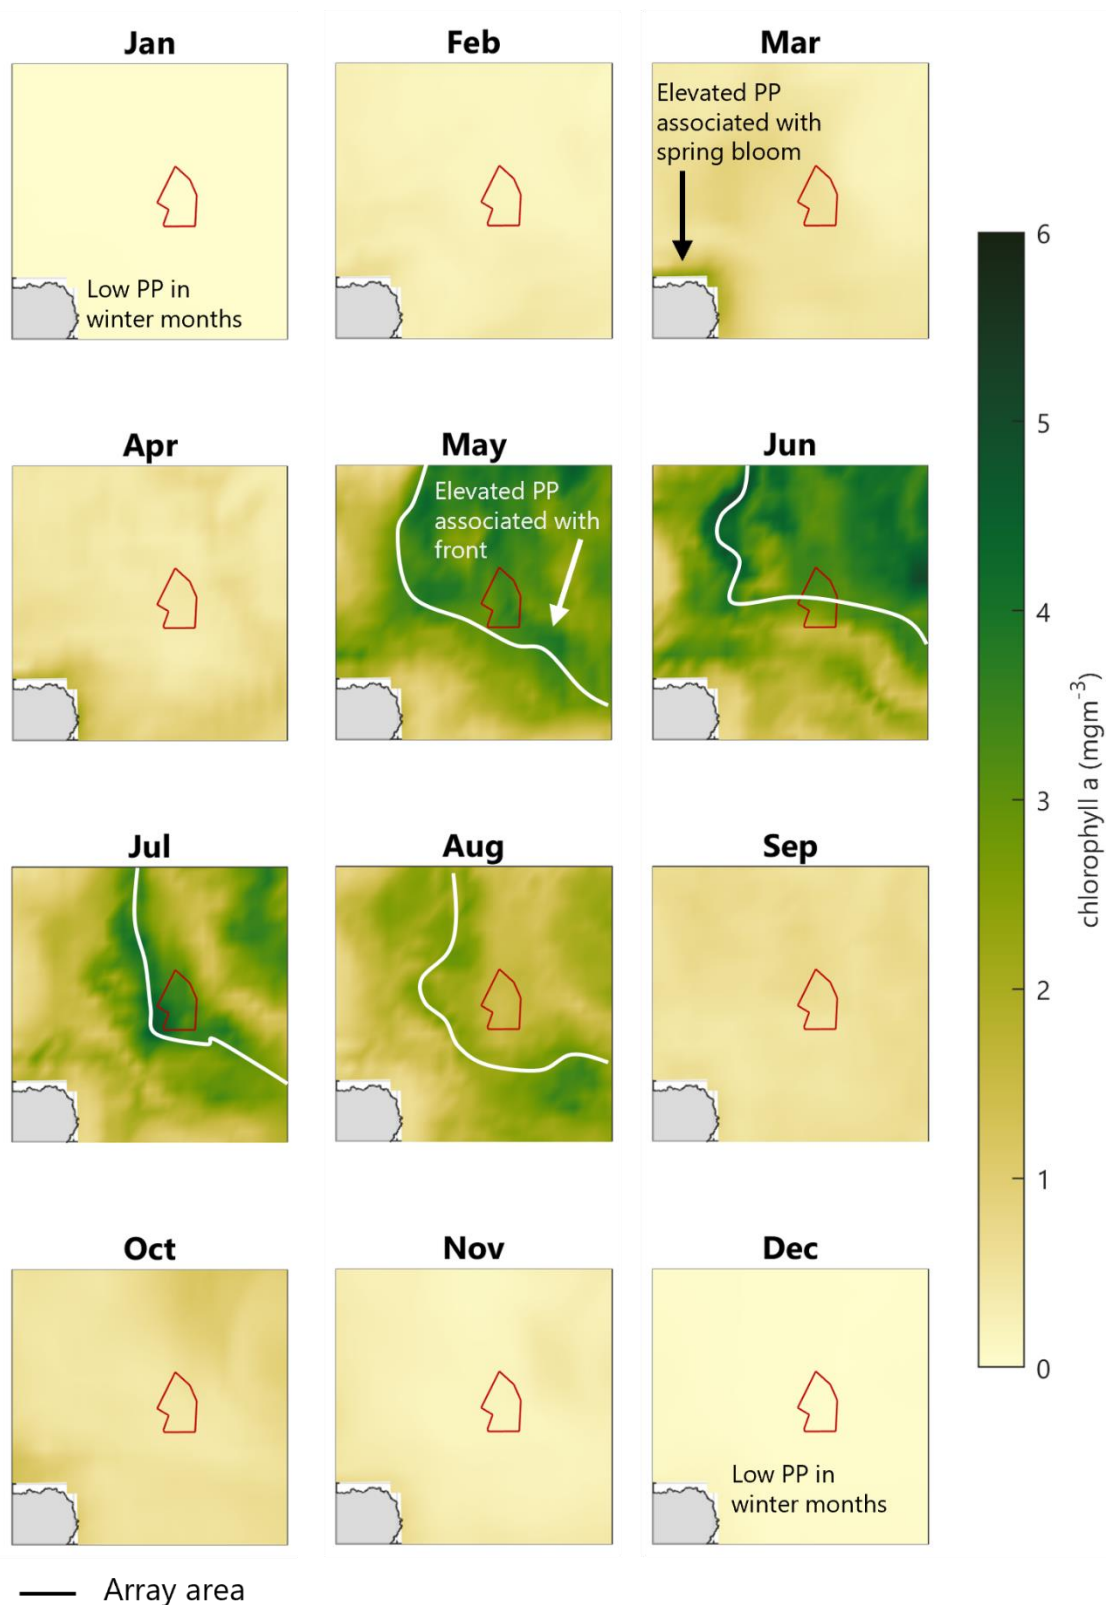 Jan
Feb
Mar
Low PP in
winter months
Elevated PP
associated with
spring bloom
Apr
May
Jun
Elevated PP
associated with
front
Jul
Aug
Sep
Oct
Nov
Dec
Low PP in
winter months
6
5
4
3
2
1
0
chlorophyll a (mgm⁻³)
Array area